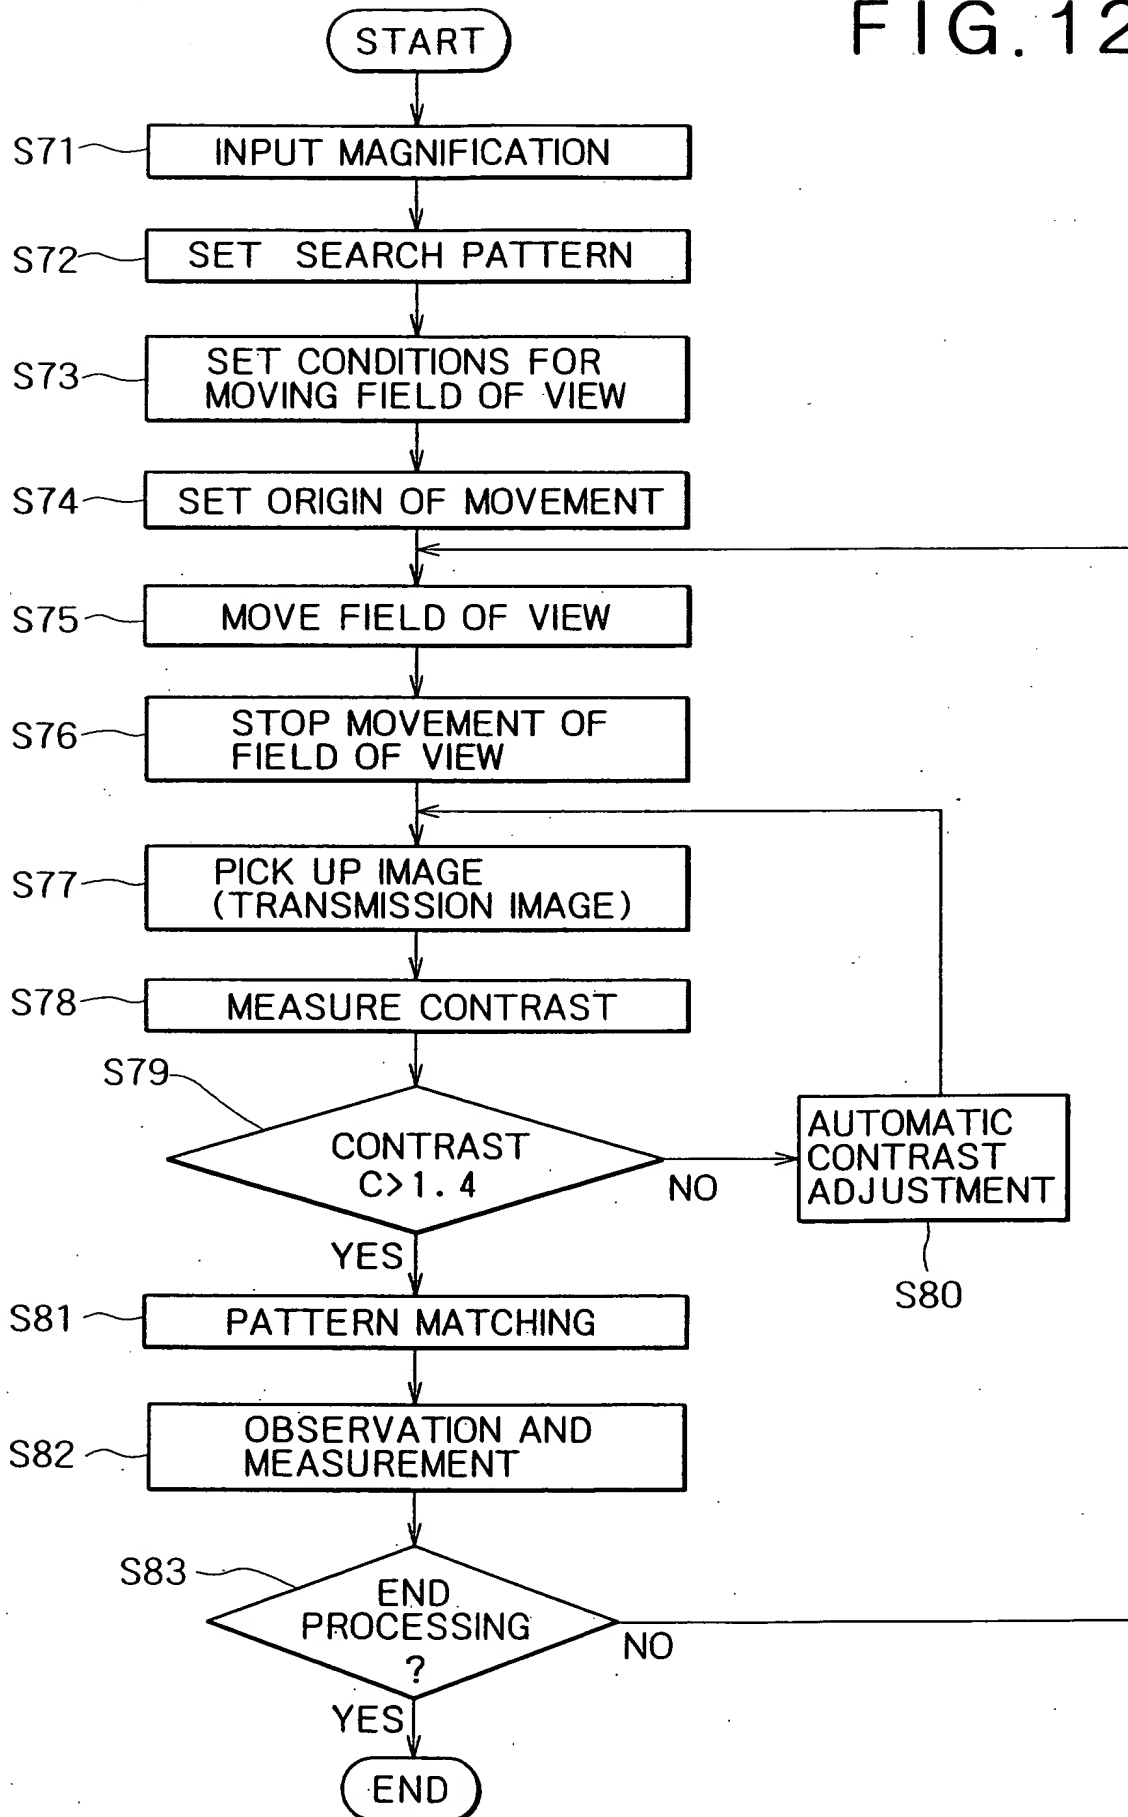 FIG.12
START
S71
INPUT MAGNIFICATION
S72
SET SEARCH PATTERN
S73
SET CONDITIONS FOR
MOVING FIELD OF VIEW
S74
SET ORIGIN OF MOVEMENT
S75
MOVE FIELD OF VIEW
S76
STOP MOVEMENT OF
FIELD OF VIEW
S77
PICK UP IMAGE
(TRANSMISSION IMAGE)
S78
MEASURE CONTRAST
S79
CONTRAST
C>1.4
NO
AUTOMATIC
CONTRAST
ADJUSTMENT
S80
YES
S81
PATTERN MATCHING
S82
OBSERVATION AND
MEASUREMENT
S83
END
PROCESSING
?
NO
YES
END